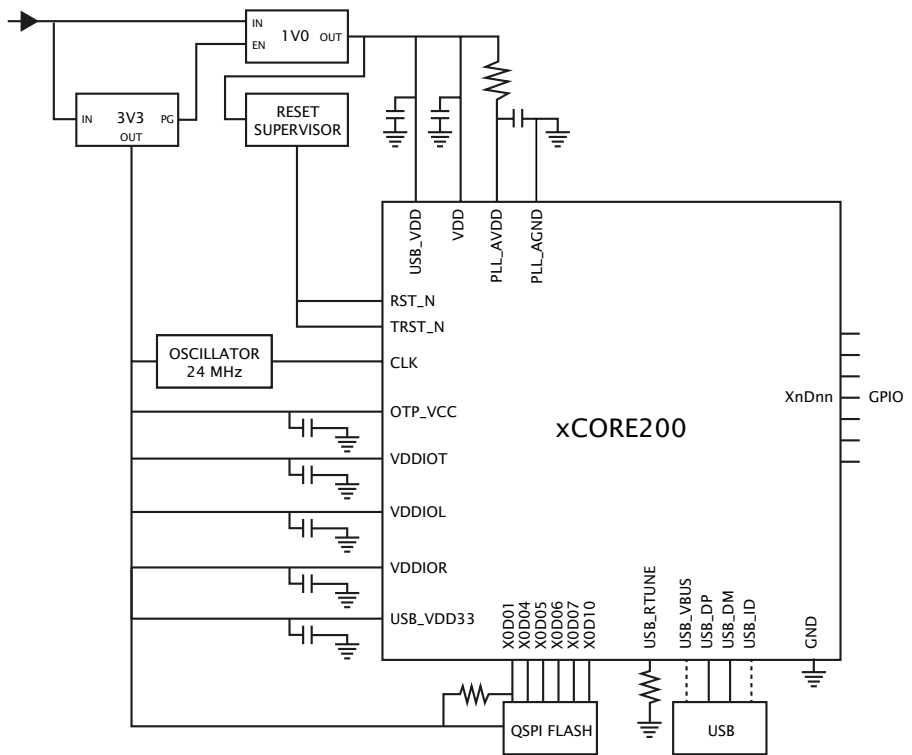 IN
1V0
OUT
EN
IN
3V3
PG
OUT
RESET
SUPERVISOR
USB_VDD
VDD
PLL_AVDD
PLL_AGND
RST_N
TRST_N
OSCILLATOR
24 MHz
CLK
XnDnn
GPIO
OTP_VCC
xCORE200
VDDIOT
VDDIOL
VDDIOR
USB_VDD33
X0D01
X0D04
X0D05
X0D06
X0D07
X0D10
USB_RTUNE
USB_VBUS
USB_DP
USB_DM
USB_ID
GND
QSPI FLASH
USB